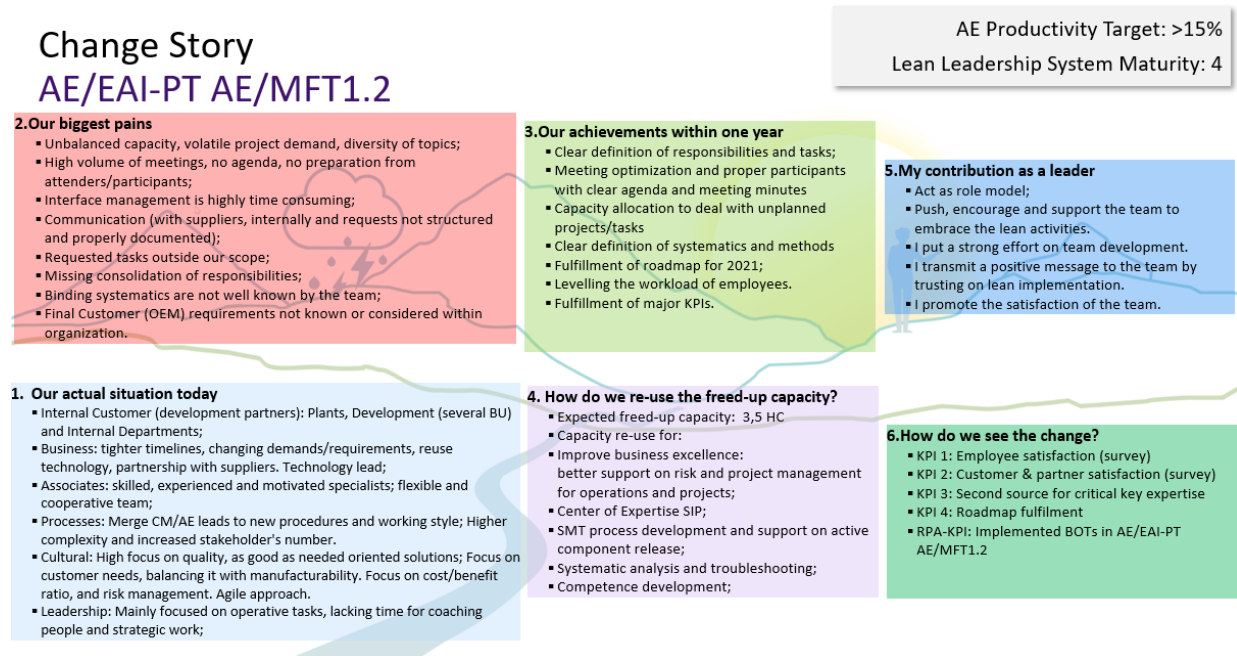 Change Story
AE/EAI-PT AE/MFT1.2
AE Productivity Target: >15%
Lean Leadership System Maturity: 4
2.Our biggest pains
▪ Unbalanced capacity, volatile project demand, diversity of topics;
▪ High volume of meetings, no agenda, no preparation from
attenders/participants;
▪ Interface management is highly time consuming;
▪ Communication (with suppliers, internally and requests not structured
and properly documented);
▪ Requested tasks outside our scope;
▪ Missing consolidation of responsibilities;
▪ Binding systematics are not well known by the team;
▪ Final Customer (OEM) requirements not known or considered within
organization.
3.Our achievements within one year
▪ Clear definition of responsibilities and tasks;
▪ Meeting optimization and proper participants
with clear agenda and meeting minutes
▪ Capacity allocation to deal with unplanned
projects/tasks
▪ Clear definition of systematics and methods
▪ Fulfillment of roadmap for 2021;
▪ Levelling the workload of employees.
▪ Fulfillment of major KPIs.
5.My contribution as a leader
▪ Act as role model;
▪ Push, encourage and support the team to
embrace the lean activities.
▪ I put a strong effort on team development.
▪ I transmit a positive message to the team by
trusting on lean implementation.
▪ I promote the satisfaction of the team.
1. Our actual situation today
▪ Internal Customer (development partners): Plants, Development (several BU)
and Internal Departments;
▪ Business: tighter timelines, changing demands/requirements, reuse
technology, partnership with suppliers. Technology lead;
▪ Associates: skilled, experienced and motivated specialists; flexible and
cooperative team;
▪ Processes: Merge CM/AE leads to new procedures and working style; Higher
complexity and increased stakeholder's number.
▪ Cultural: High focus on quality, as good as needed oriented solutions; Focus on
customer needs, balancing it with manufacturability. Focus on cost/benefit
ratio, and risk management. Agile approach.
▪ Leadership: Mainly focused on operative tasks, lacking time for coaching
people and strategic work;
4. How do we re-use the freed-up capacity?
▪ Expected freed-up capacity: 3,5 HC
▪ Capacity re-use for:
▪ Improve business excellence:
better support on risk and project management
for operations and projects;
▪ Center of Expertise SIP;
▪ SMT process development and support on active
component release;
▪ Systematic analysis and troubleshooting;
▪ Competence development;
6.How do we see the change?
▪ KPI 1: Employee satisfaction (survey)
▪ KPI 2: Customer & partner satisfaction (survey)
▪ KPI 3: Second source for critical key expertise
▪ KPI 4: Roadmap fulfilment
▪ RPA-KPI: Implemented BOTs in AE/EAI-PT
AE/MFT1.2